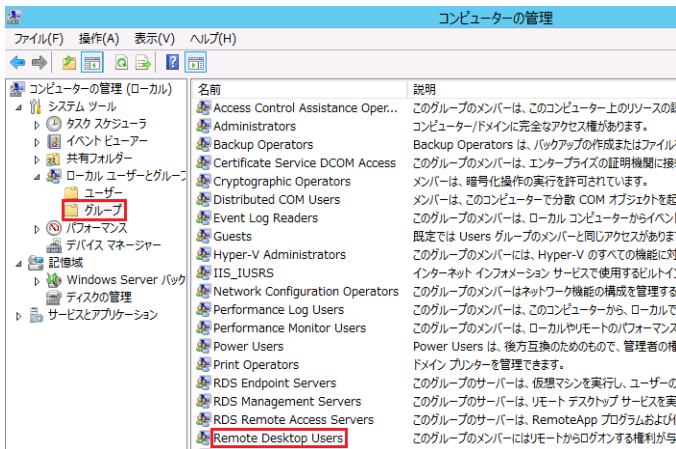 コンピューターの管理
ファイル(F) 操作(A) 表示(V) ヘルプ(H)
コンピューターの管理 (ローカル)
システム ツール
タスク スケジューラ
イベント ビューアー
共有フォルダー
ローカル ユーザーとグルー
ユーザー
グループ
パフォーマンス
デバイス マネージャー
記憶域
Windows Server バック
ディスクの管理
サービスとアプリケーション
名前 説明
Access Control Assistance Oper... このグループのメンバーは、このコンピューター上のリソースの
Administrators コンピューター/ドメインに完全なアクセス権があります。
Backup Operators Backup Operators は、バックアップの作成またはファイル
Certificate Service DCOM Access このグループのメンバーは、エンタープライズの証明機関に接
Cryptographic Operators メンバーは、暗号化操作の実行を許可されています。
Distributed COM Users メンバーは、このコンピューターで分散 COM オブジェクトを起
Event Log Readers このグループのメンバーは、ローカル コンピューターからイベン
Guests 既定では Users グループのメンバーと同じアクセスがありま
Hyper-V Administrators このグループのメンバーには、Hyper-V のすべての機能に対
IIS_IUSRS インターネット インフォメーション サービスで使用するビルトイ
Network Configuration Operators このグループのメンバーはネットワーク機能の構成を管理する
Performance Log Users このグループのメンバーは、このコンピューターから、ローカルで
Performance Monitor Users このグループのメンバーは、ローカルやリモートのパフォーマンス
Power Users Power Users は、後方互換のためのもので、管理者の権
Print Operators ドメイン プリンターを管理できます。
RDS Endpoint Servers このグループのサーバーは、仮想マシンを実行し、ユーザーの
RDS Management Servers このグループのサーバーは、リモート デスクトップ サービスを実
RDS Remote Access Servers このグループのサーバーは、RemoteApp プログラムおよび
Remote Desktop Users このグループのメンバーにはリモートからログオンする権利が与